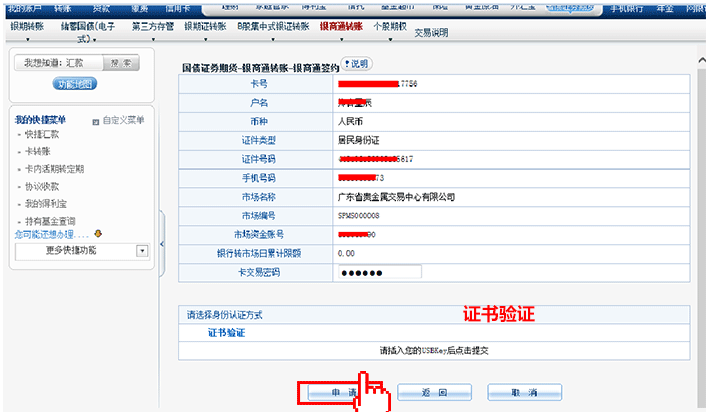 我的账户 转账 贷款 缴费 信用卡 理财 基金超市 保险 贵金属 外汇宝 手机银行 年金
银期转账 储蓄国债(电子式) 第三方存管 银期证转账 B股集中式银证转账 银商通转账 个股期权 交易说明
我想知道：汇款 搜索
功能地图
我的快捷菜单 自定义菜单
快捷汇款
卡转账
卡内活期转定期
协议收款
我的得利宝
持有基金查询
您可能还想办理....
更多快捷功能
国债证券期货-银商通转账-银商通签约 说明
卡号 7756
户名
币种 人民币
证件类型 居民身份证
证件号码 6817
手机号码 73
市场名称 广东省贵金属交易中心有限公司
市场编号 SPMS000008
市场资金账号 90
银行转市场日累计限额 0.00
卡交易密码 ●●●●●●
请选择身份认证方式 证书验证
证书验证
请插入您的USBKey后点击提交
申请 返回 取消